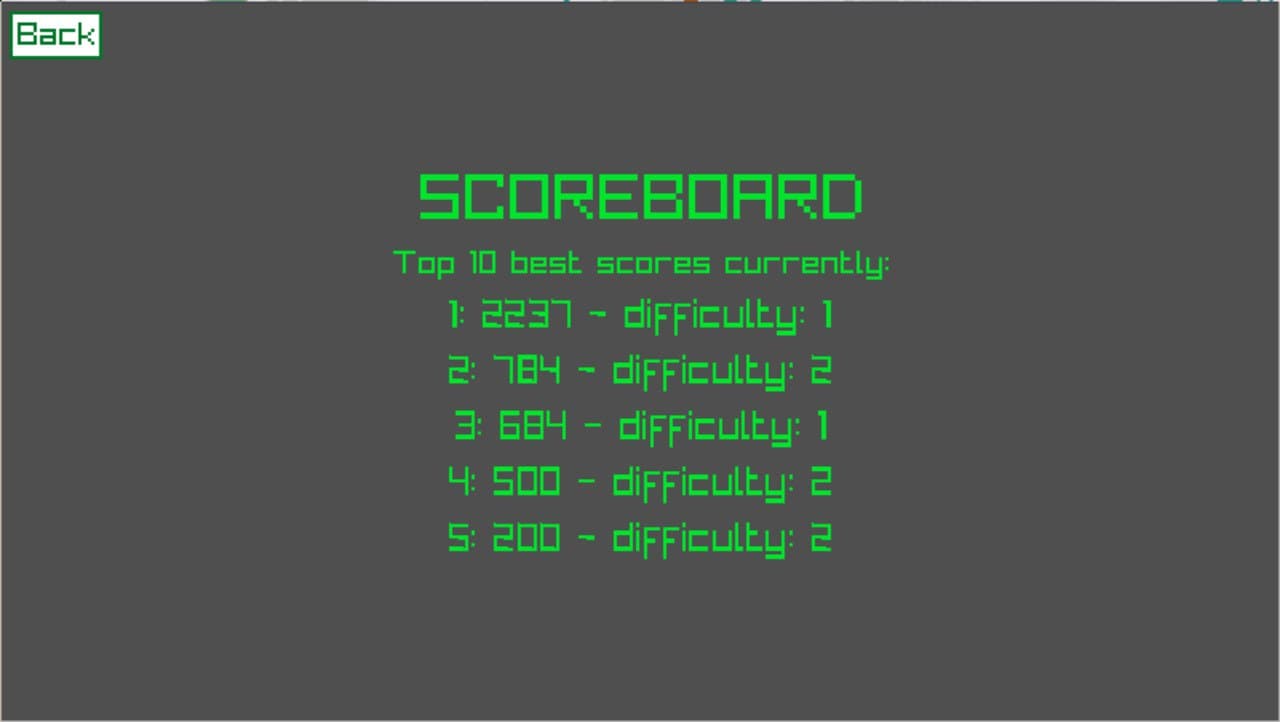 Back
SCOREBOARD
Top 10 best scores currently:
1: 2237 - difficulty: 1
2: 784 - difficulty: 2
3: 684 - difficulty: 1
4: 500 - difficulty: 2
5: 200 - difficulty: 2